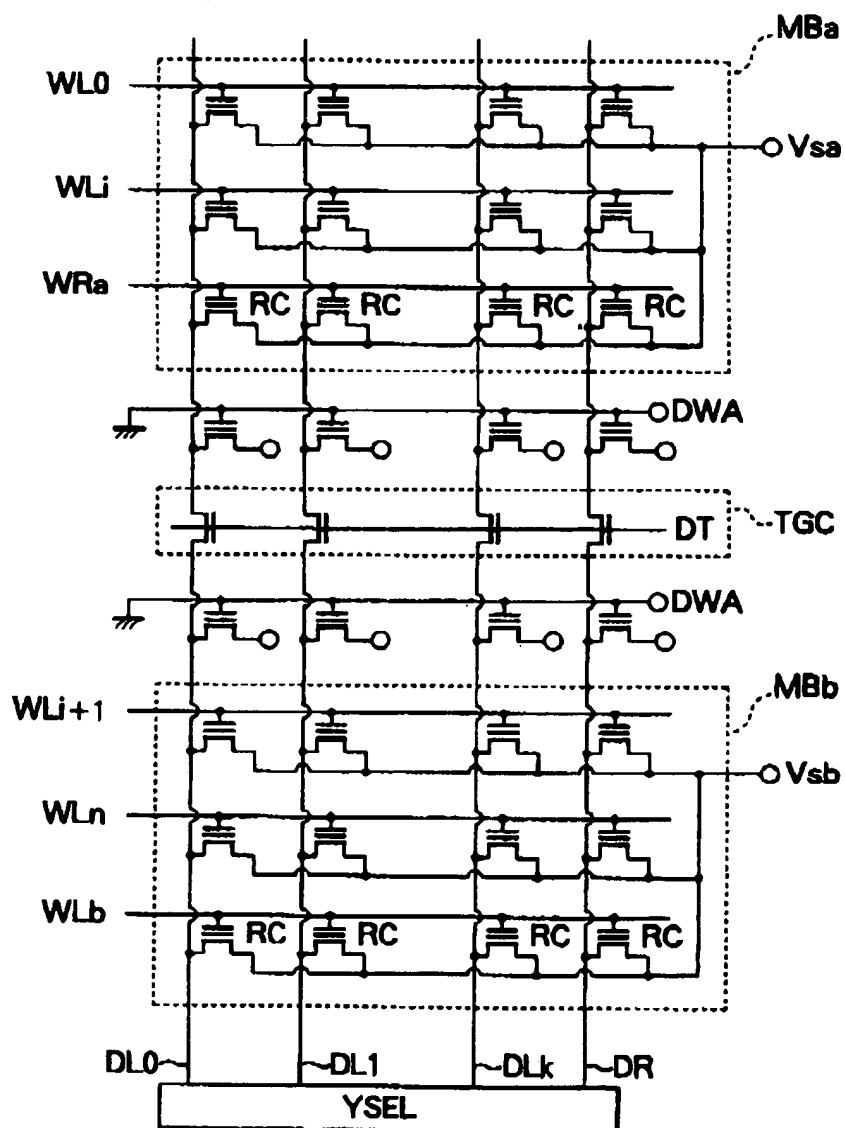 MBa
WL0
Vsa
WLi
WRa
RC RC RC RC
DWA
DT
TGC
DWA
MBb
WLi+1
Vsb
WLn
WLb
RC RC RC RC
DL0 DL1 DLk DR
YSEL